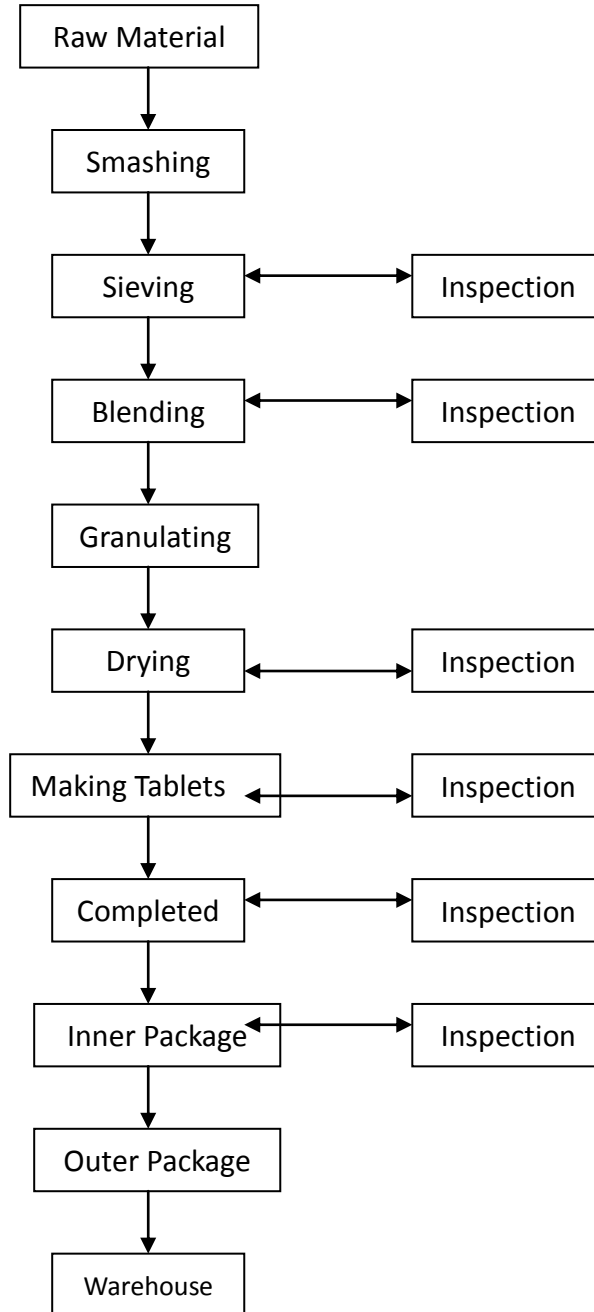 Raw Material
Smashing
Sieving
Inspection
Blending
Inspection
Granulating
Drying
Inspection
Making Tablets
Inspection
Completed
Inspection
Inner Package
Inspection
Outer Package
Warehouse